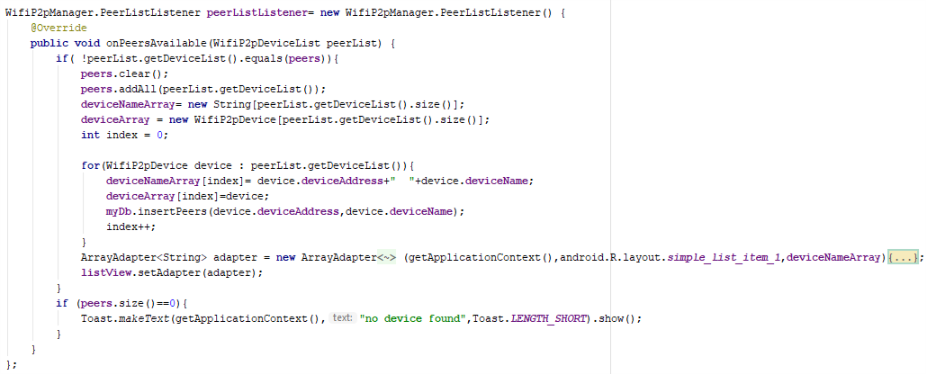 WifiP2pManager.PeerListListener peerListListener= new WifiP2pManager.PeerListListener() {
    @Override
    public void onPeersAvailable(WifiP2pDeviceList peerList) {
        if( !peerList.getDeviceList().equals(peers)){
            peers.clear();
            peers.addAll(peerList.getDeviceList());
            deviceNameArray= new String[peerList.getDeviceList().size()];
            deviceArray = new WifiP2pDevice[peerList.getDeviceList().size()];
            int index = 0;

            for(WifiP2pDevice device : peerList.getDeviceList()){
                deviceNameArray[index]= device.deviceAddress+"  "+device.deviceName;
                deviceArray[index]=device;
                myDb.insertPeers(device.deviceAddress,device.deviceName);
                index++;
            }
            ArrayAdapter<String> adapter = new ArrayAdapter<~> (getApplicationContext(),android.R.layout.simple_list_item_1,deviceNameArray){...};
            listView.setAdapter(adapter);
        }
        if (peers.size()==0){
            Toast.makeText(getApplicationContext(), text: "no device found",Toast.LENGTH_SHORT).show();
        }
    }
};